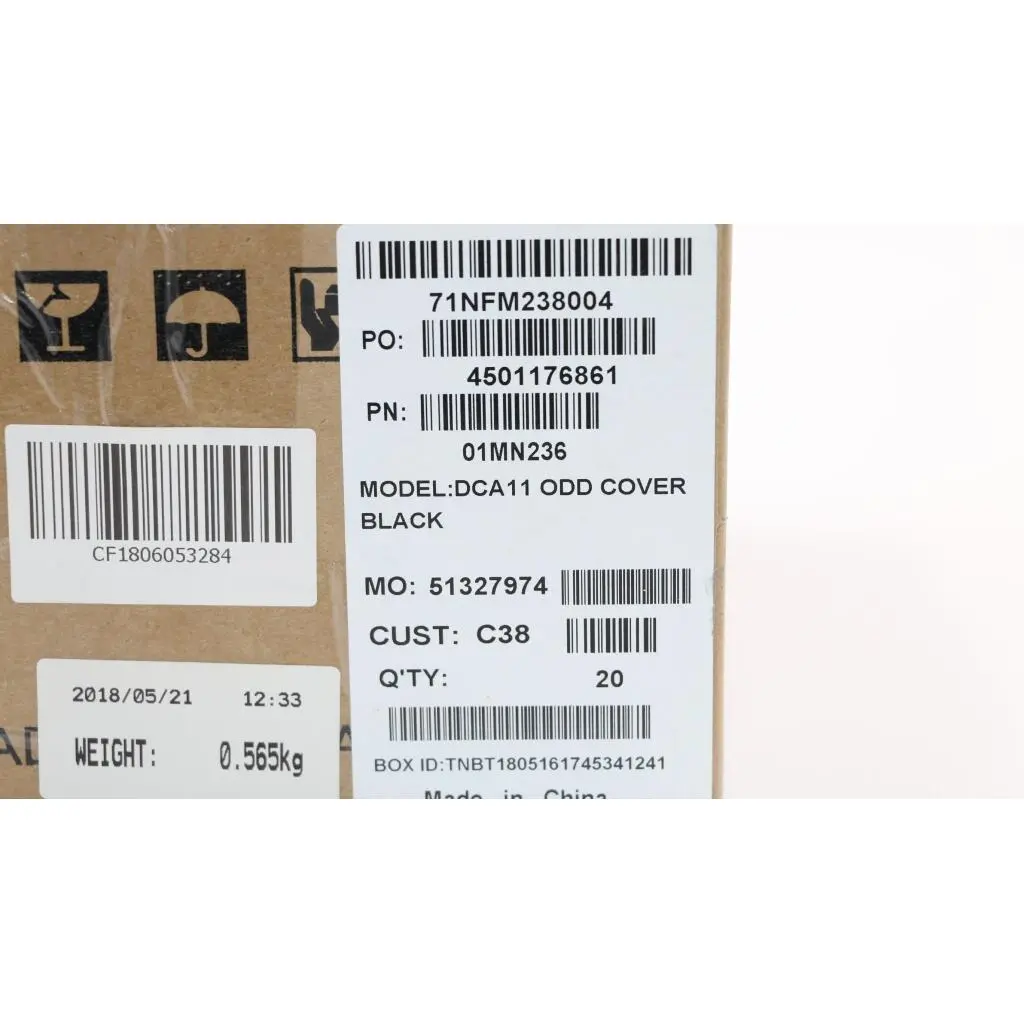 71NFM238004
PO:
4501176861
PN:
01MN236
MODEL:DCA11 ODD COVER
BLACK
MO: 51327974
CUST: C38
Q'TY: 20
BOX ID:TNBT1805161745341241
Made in China
CF1806053284
2018/05/21 12:33
WEIGHT: 0.565kg